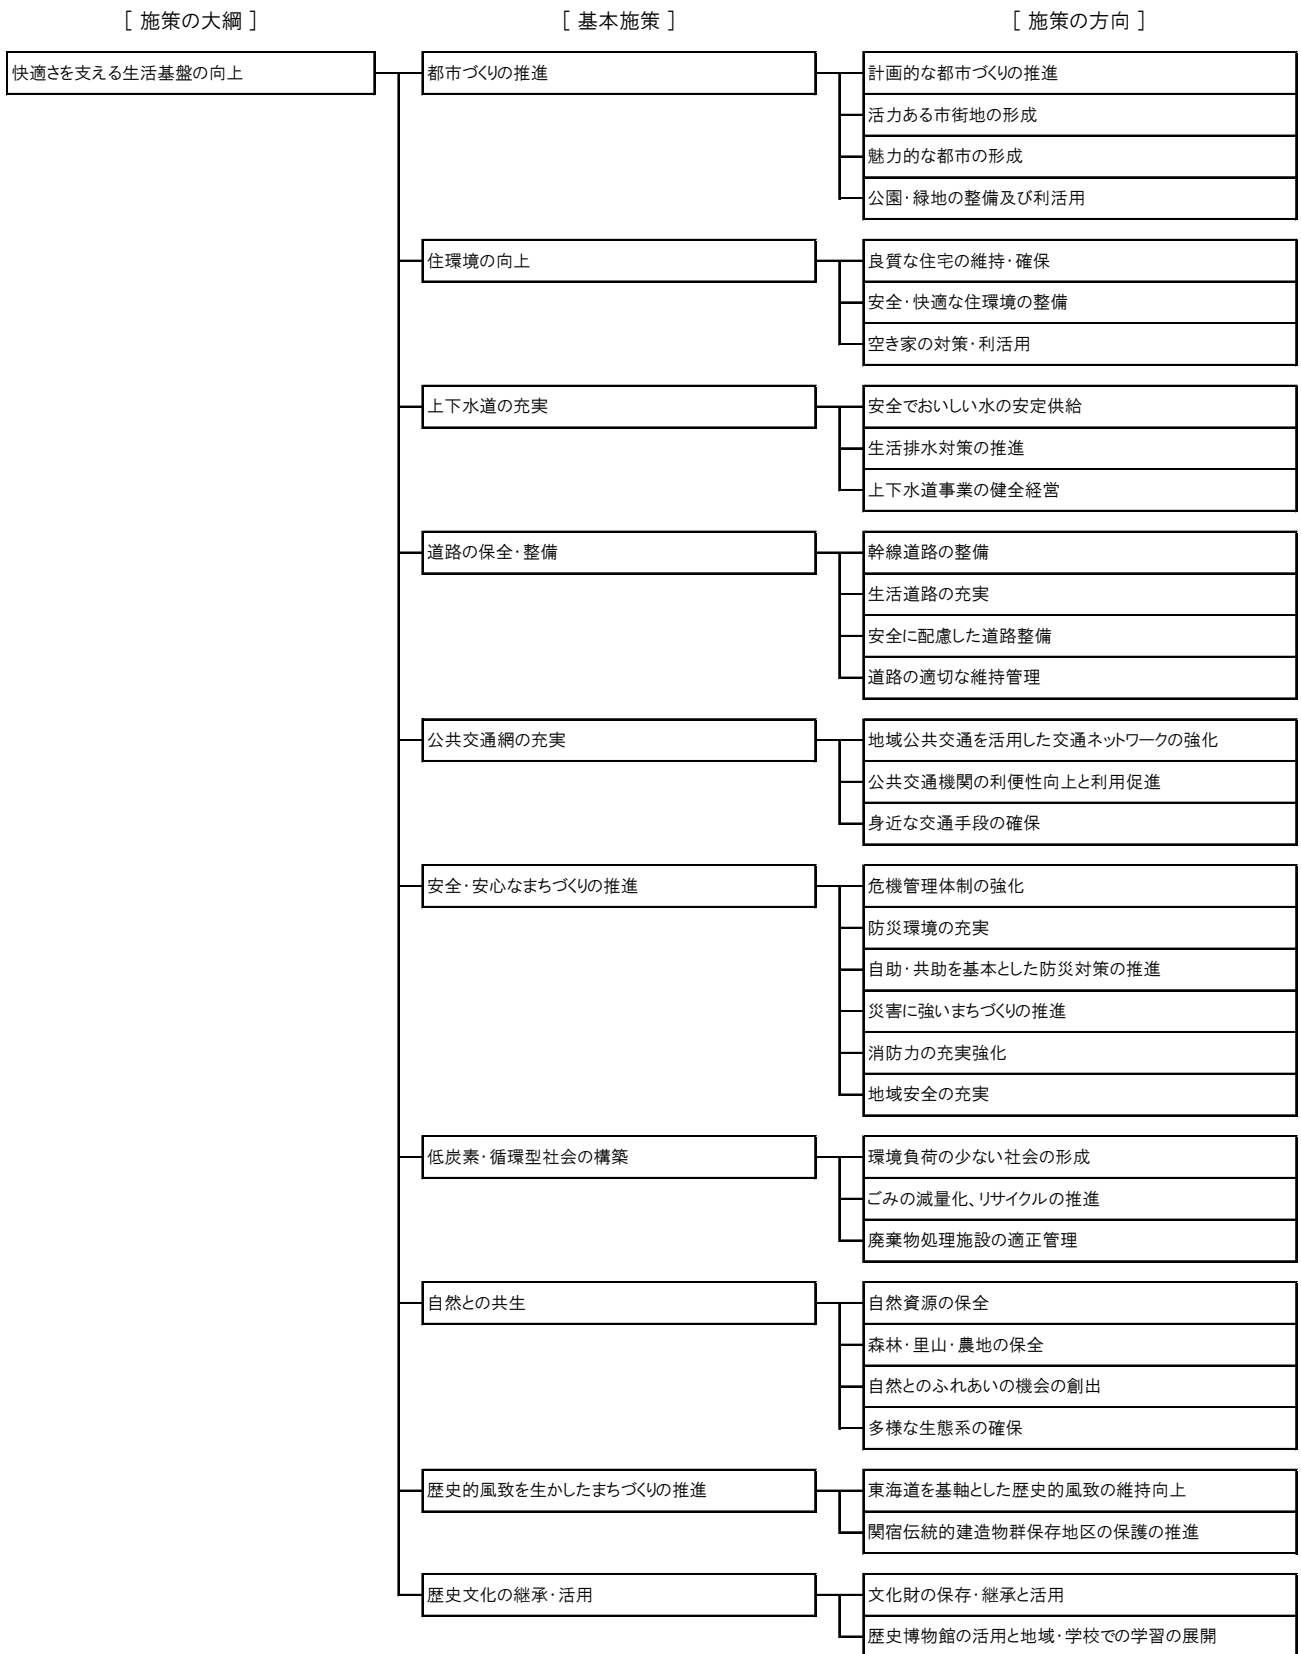 [ 施策の大綱 ]
[ 基本施策 ]
[ 施策の方向 ]
快適さを支える生活基盤の向上
都市づくりの推進
計画的な都市づくりの推進
活力ある市街地の形成
魅力的な都市の形成
公園・緑地の整備及び利活用
住環境の向上
良質な住宅の維持・確保
安全・快適な住環境の整備
空き家の対策・利活用
上下水道の充実
安全でおいしい水の安定供給
生活排水対策の推進
上下水道事業の健全経営
道路の保全・整備
幹線道路の整備
生活道路の充実
安全に配慮した道路整備
道路の適切な維持管理
公共交通網の充実
地域公共交通を活用した交通ネットワークの強化
公共交通機関の利便性向上と利用促進
身近な交通手段の確保
安全・安心なまちづくりの推進
危機管理体制の強化
防災環境の充実
自助・共助を基本とした防災対策の推進
災害に強いまちづくりの推進
消防力の充実強化
地域安全の充実
低炭素・循環型社会の構築
環境負荷の少ない社会の形成
ごみの減量化、リサイクルの推進
廃棄物処理施設の適正管理
自然との共生
自然資源の保全
森林・里山・農地の保全
自然とのふれあいの機会の創出
多様な生態系の確保
歴史的風致を生かしたまちづくりの推進
東海道を基軸とした歴史的風致の維持向上
関宿伝統的建造物群保存地区の保護の推進
歴史文化の継承・活用
文化財の保存・継承と活用
歴史博物館の活用と地域・学校での学習の展開